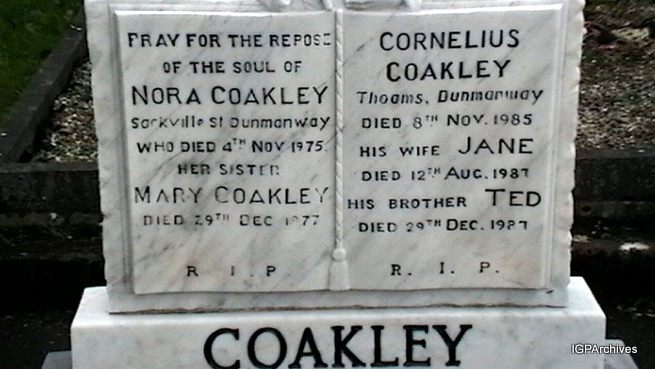 PRAY FOR THE REPOSE
OF THE SOUL OF
NORA COAKLEY
Sackville St Dunmanway
WHO DIED 4TH NOV 1975.
HER SISTER
MARY COAKLEY
DIED 29TH DEC 1977
R I P
CORNELIUS
COAKLEY
Thoams, Dunmanway
DIED 8TH NOV. 1985
HIS WIFE JANE
DIED 12TH AUG. 1987
HIS BROTHER TED
DIED 29TH DEC. 1987
R. I. P.
COAKLEY
IGPArchives